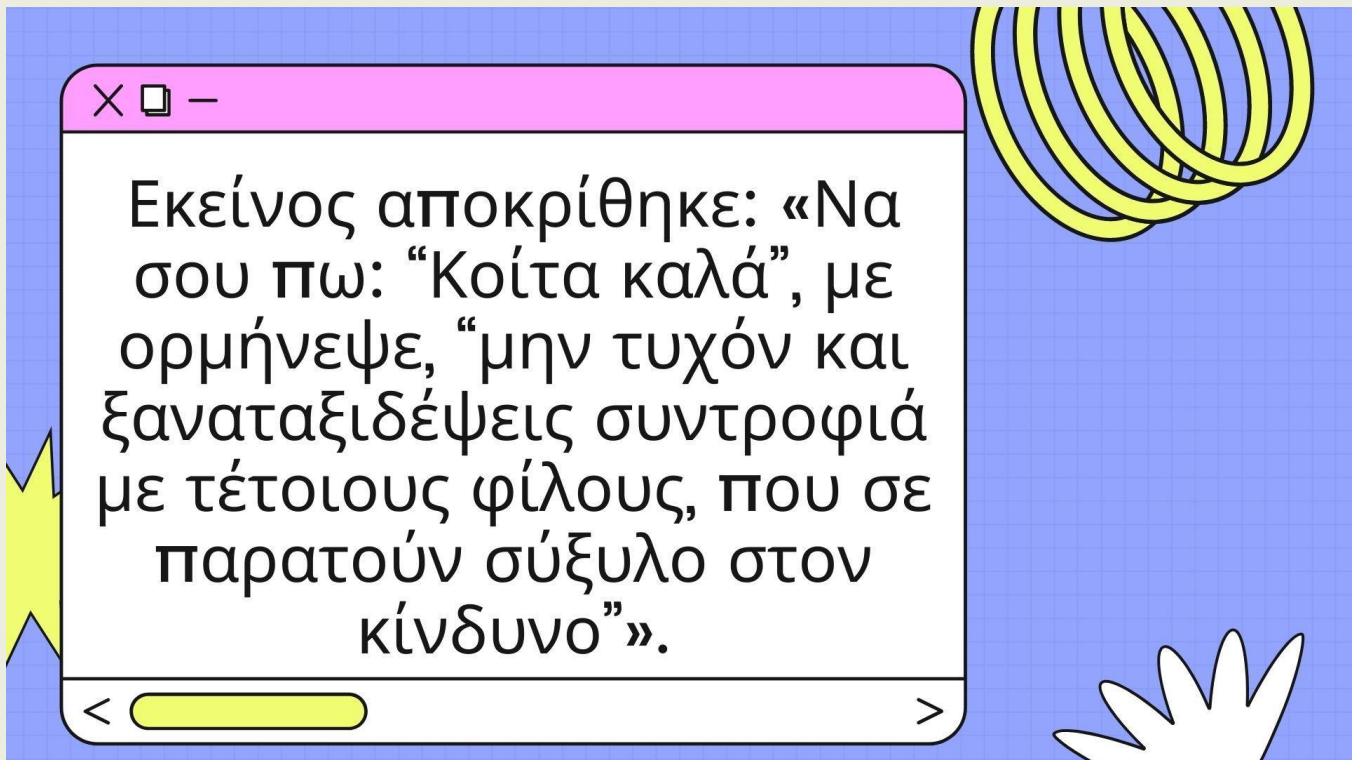 Εκείνος αποκρίθηκε: «Να
σου πω: “Κοίτα καλά”, με
ορμήνεψε, “μην τυχόν και
ξαναταξιδέψεις συντροφιά
με τέτοιους φίλους, που σε
παρατούν σύξυλο στον
κίνδυνο”».